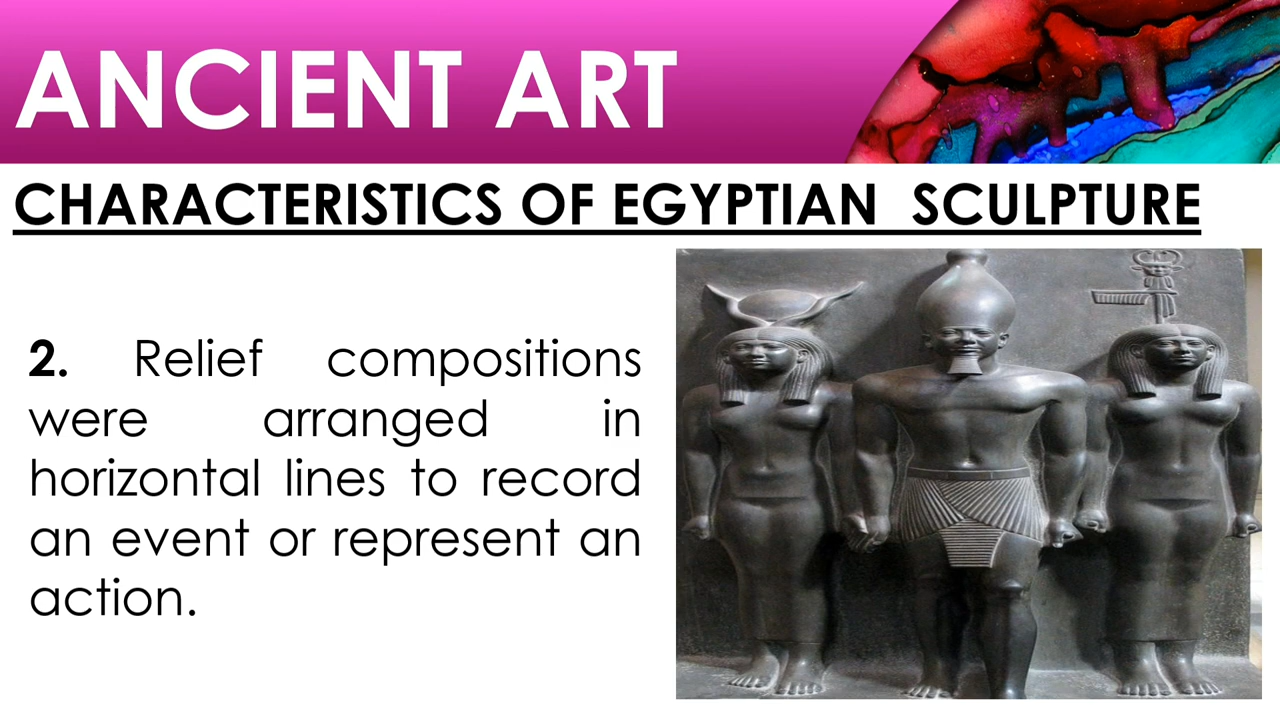 ANCIENT ART
CHARACTERISTICS OF EGYPTIAN SCULPTURE
2. Relief compositions
were arranged in
horizontal lines to record
an event or represent an
action.